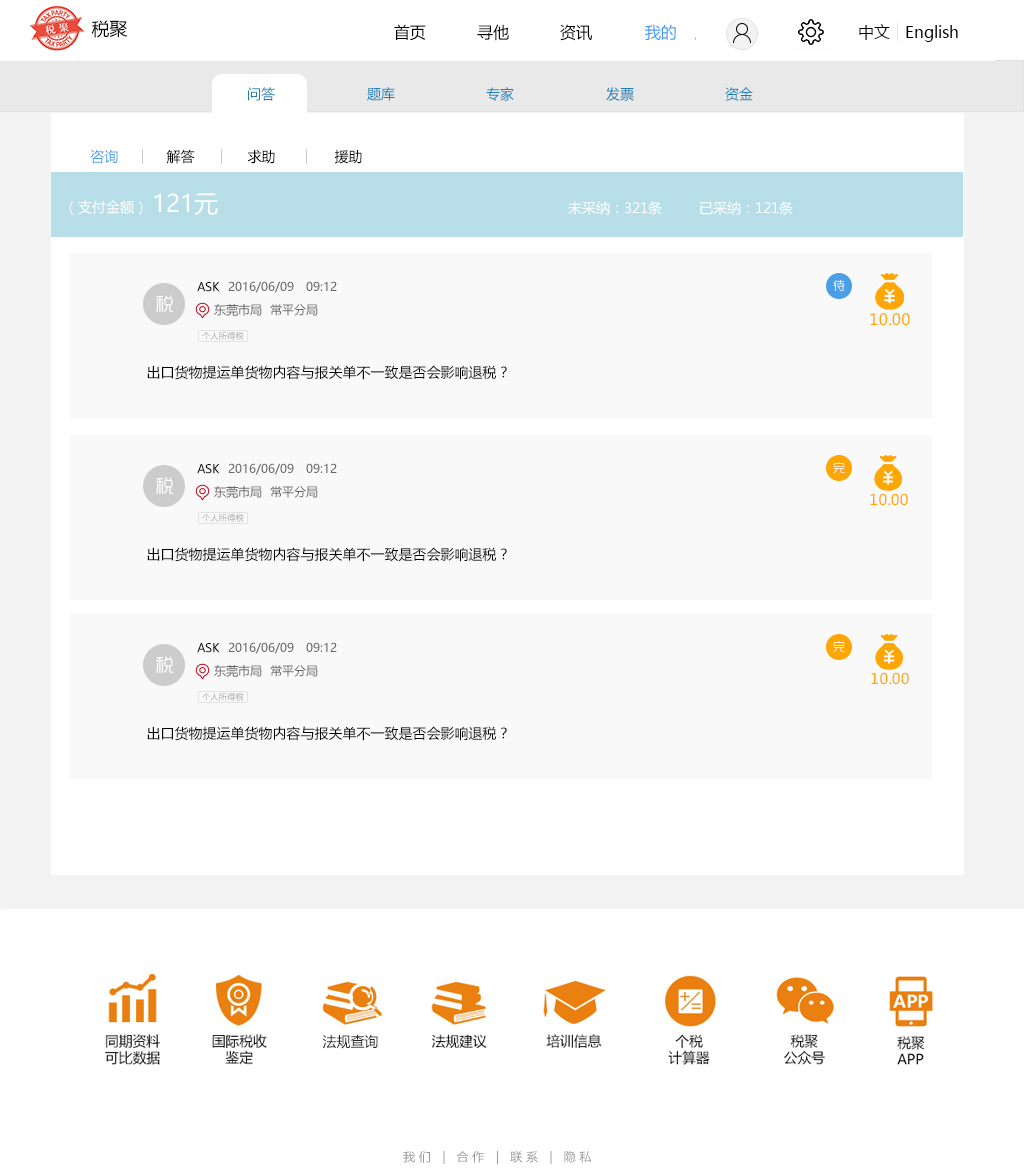 TAX PARTY
税聚
TAX PARTY
税聚
首页 寻他 资讯 我的 中文 English
问答 题库 专家 发票 资金
咨询 解答 求助 援助
（支付金额）121元 未采纳：321条 已采纳：121条
税 ASK 2016/06/09 09:12 待
东莞市局 常平分局
10.00
个人所得税
出口货物提运单货物内容与报关单不一致是否会影响退税？
税 ASK 2016/06/09 09:12 完
东莞市局 常平分局
10.00
个人所得税
出口货物提运单货物内容与报关单不一致是否会影响退税？
税 ASK 2016/06/09 09:12 完
东莞市局 常平分局
10.00
个人所得税
出口货物提运单货物内容与报关单不一致是否会影响退税？
APP
同期资料 国际税收 法规查询 法规建议 培训信息 个税 税聚 税聚
可比数据 鉴定 计算器 公众号 APP
我们 | 合作 | 联系 | 隐私